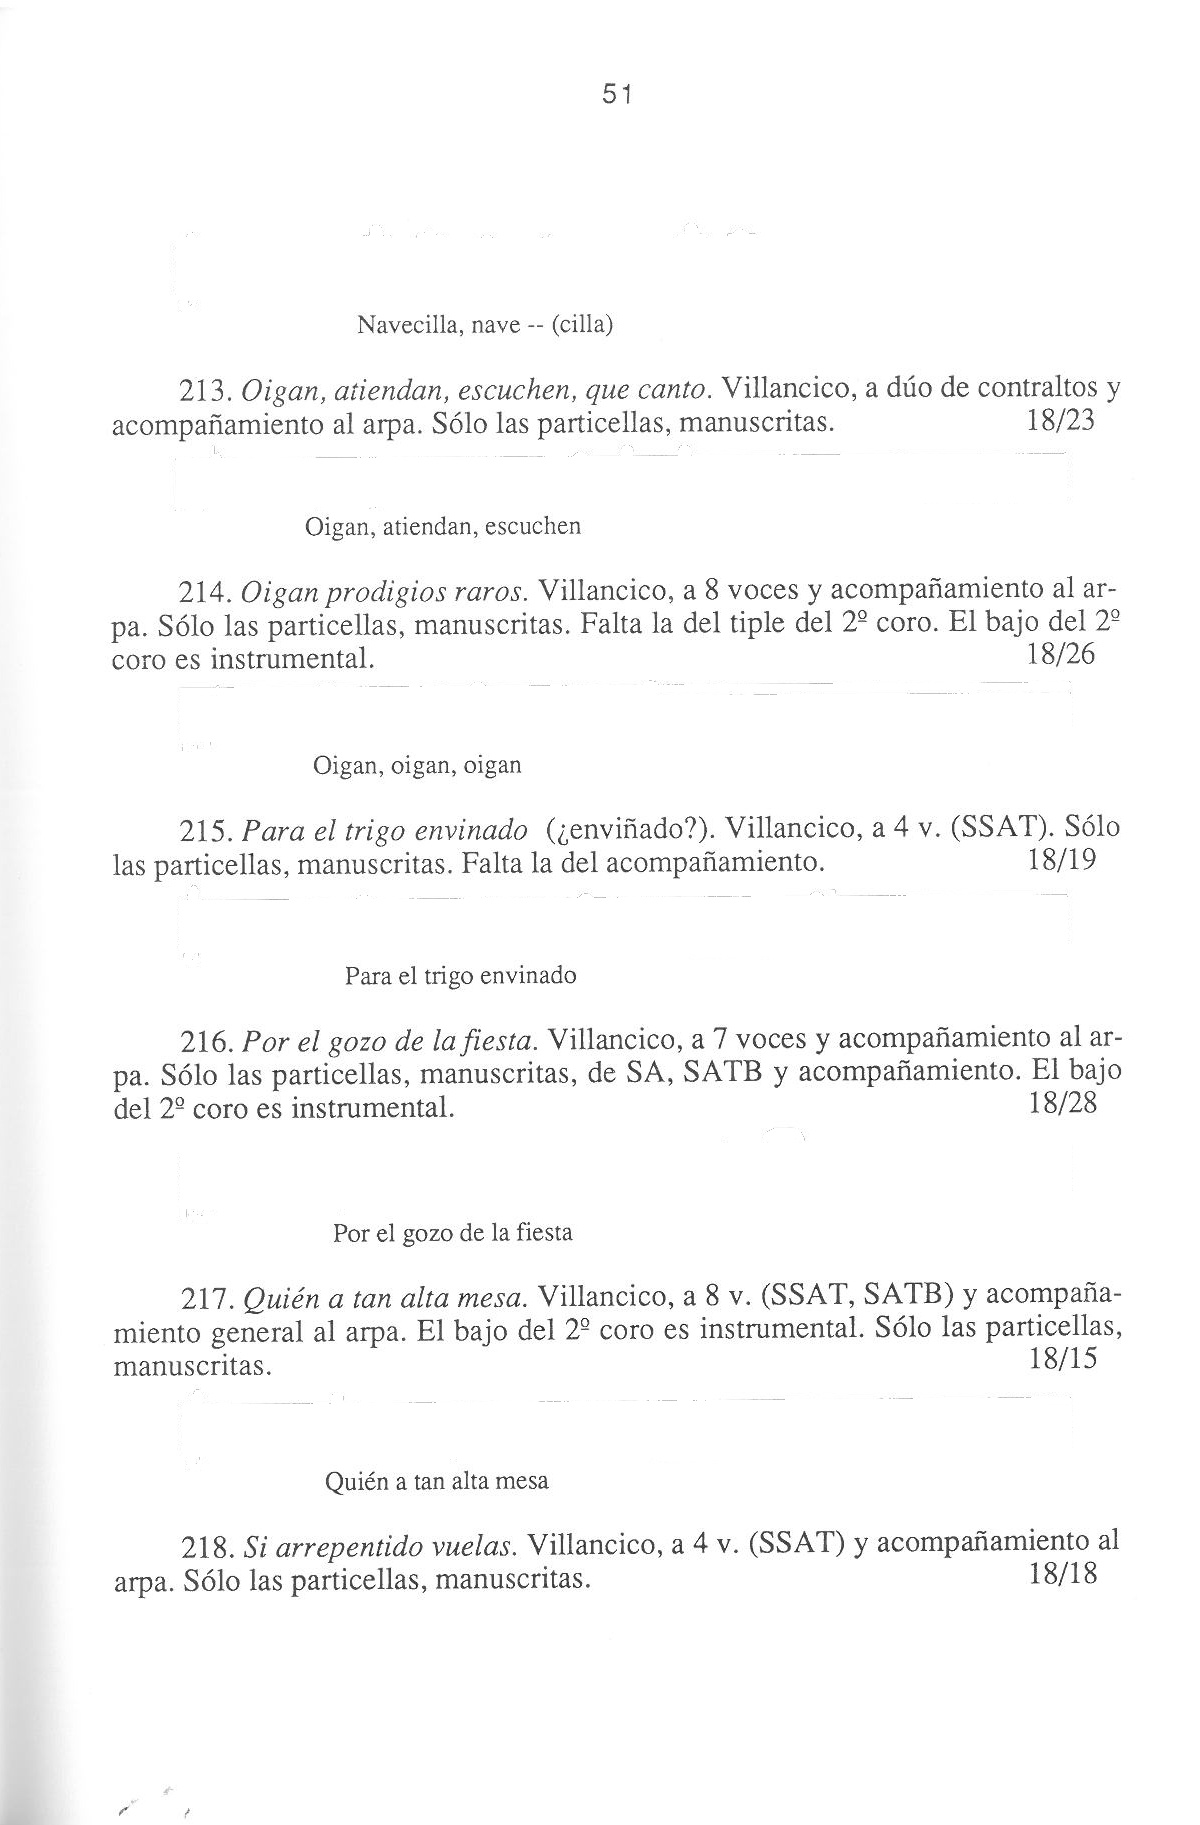 51
Navecilla, nave -- (cilla)
213. Oigan, atiendan, escuchen, que canto. Villancico, a dúo de contraltos y
acompañamiento al arpa. Sólo las particellas, manuscritas. 18/23
Oigan, atiendan, escuchen
214. Oigan prodigios raros. Villancico, a 8 voces y acompañamiento al ar-
pa. Sólo las particellas, manuscritas. Falta la del tiple del 2º coro. El bajo del 2º
coro es instrumental. 18/26
Oigan, oigan, oigan
215. Para el trigo envinado (¿enviñado?). Villancico, a 4 v. (SSAT). Sólo
las particellas, manuscritas. Falta la del acompañamiento. 18/19
Para el trigo envinado
216. Por el gozo de la fiesta. Villancico, a 7 voces y acompañamiento al ar-
pa. Sólo las particellas, manuscritas, de SA, SATB y acompañamiento. El bajo
del 2º coro es instrumental. 18/28
Por el gozo de la fiesta
217. Quién a tan alta mesa. Villancico, a 8 v. (SSAT, SATB) y acompaña-
miento general al arpa. El bajo del 2º coro es instrumental. Sólo las particellas,
manuscritas. 18/15
Quién a tan alta mesa
218. Si arrepentido vuelas. Villancico, a 4 v. (SSAT) y acompañamiento al
arpa. Sólo las particellas, manuscritas. 18/18